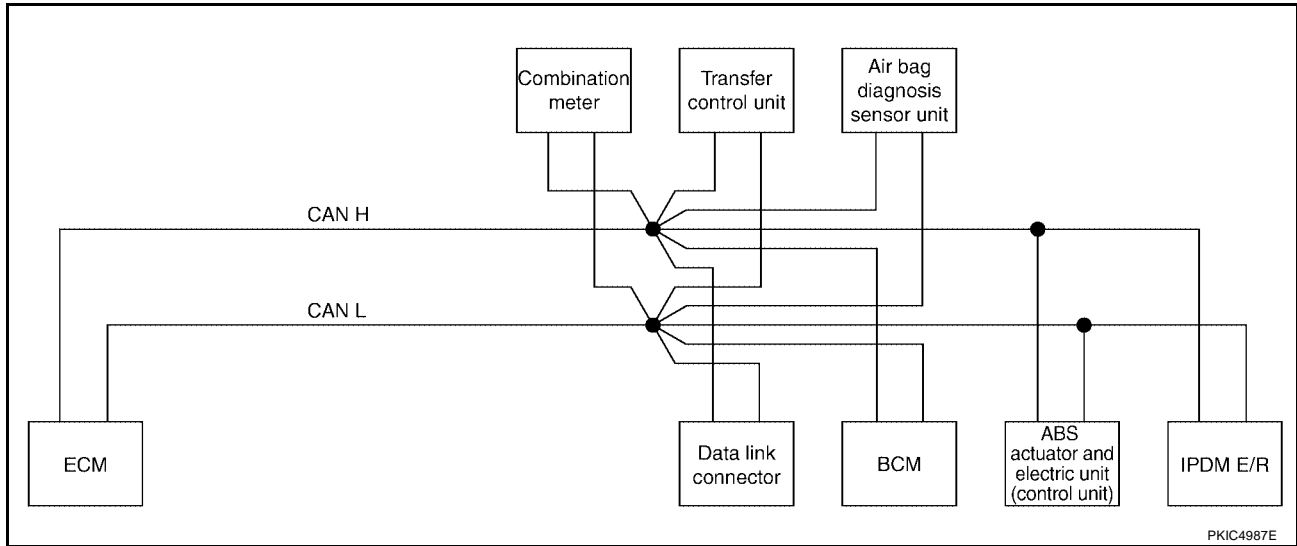 Combination
meter
Transfer
control unit
Air bag
diagnosis
sensor unit
CAN H
CAN L
ECM
Data link
connector
BCM
ABS
actuator and
electric unit
(control unit)
IPDM E/R
PKIC4987E